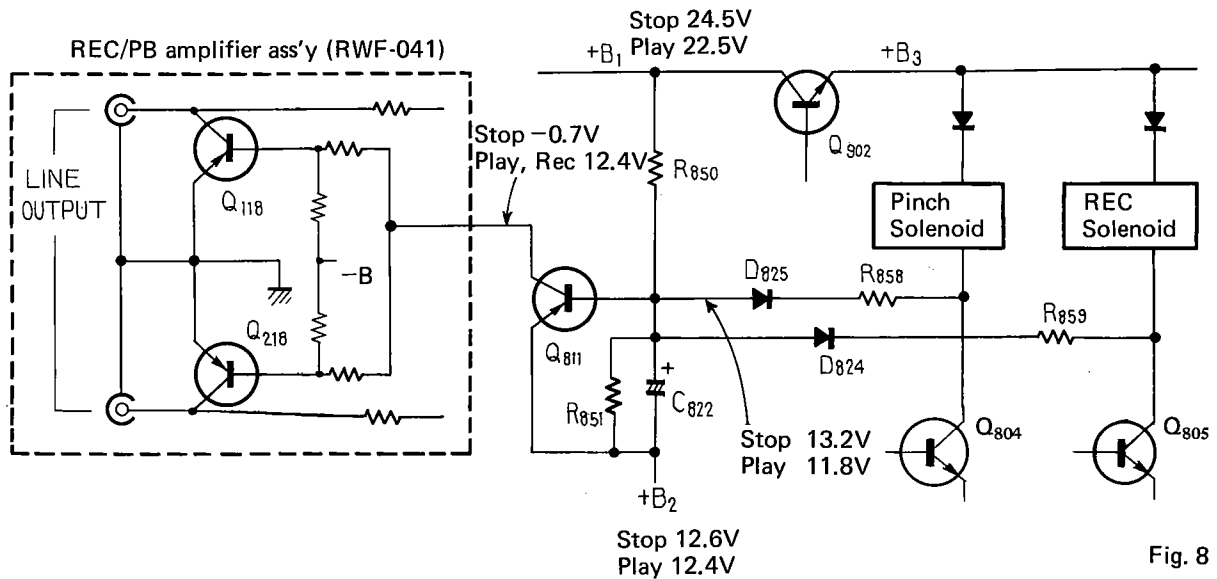 Stop 24.5V
Play 22.5V
REC/PB amplifier ass'y (RWF-041)
+B1
+B3
Stop −0.7V
Play, Rec 12.4V
Q902
R850
LINE
OUTPUT
Q118
Pinch
Solenoid
REC
Solenoid
−B
D825
R858
Q218
R859
Q811
D824
+
R851
C822
Stop 13.2V
Play 11.8V
Q804
Q805
+B2
Stop 12.6V
Play 12.4V
Fig. 8